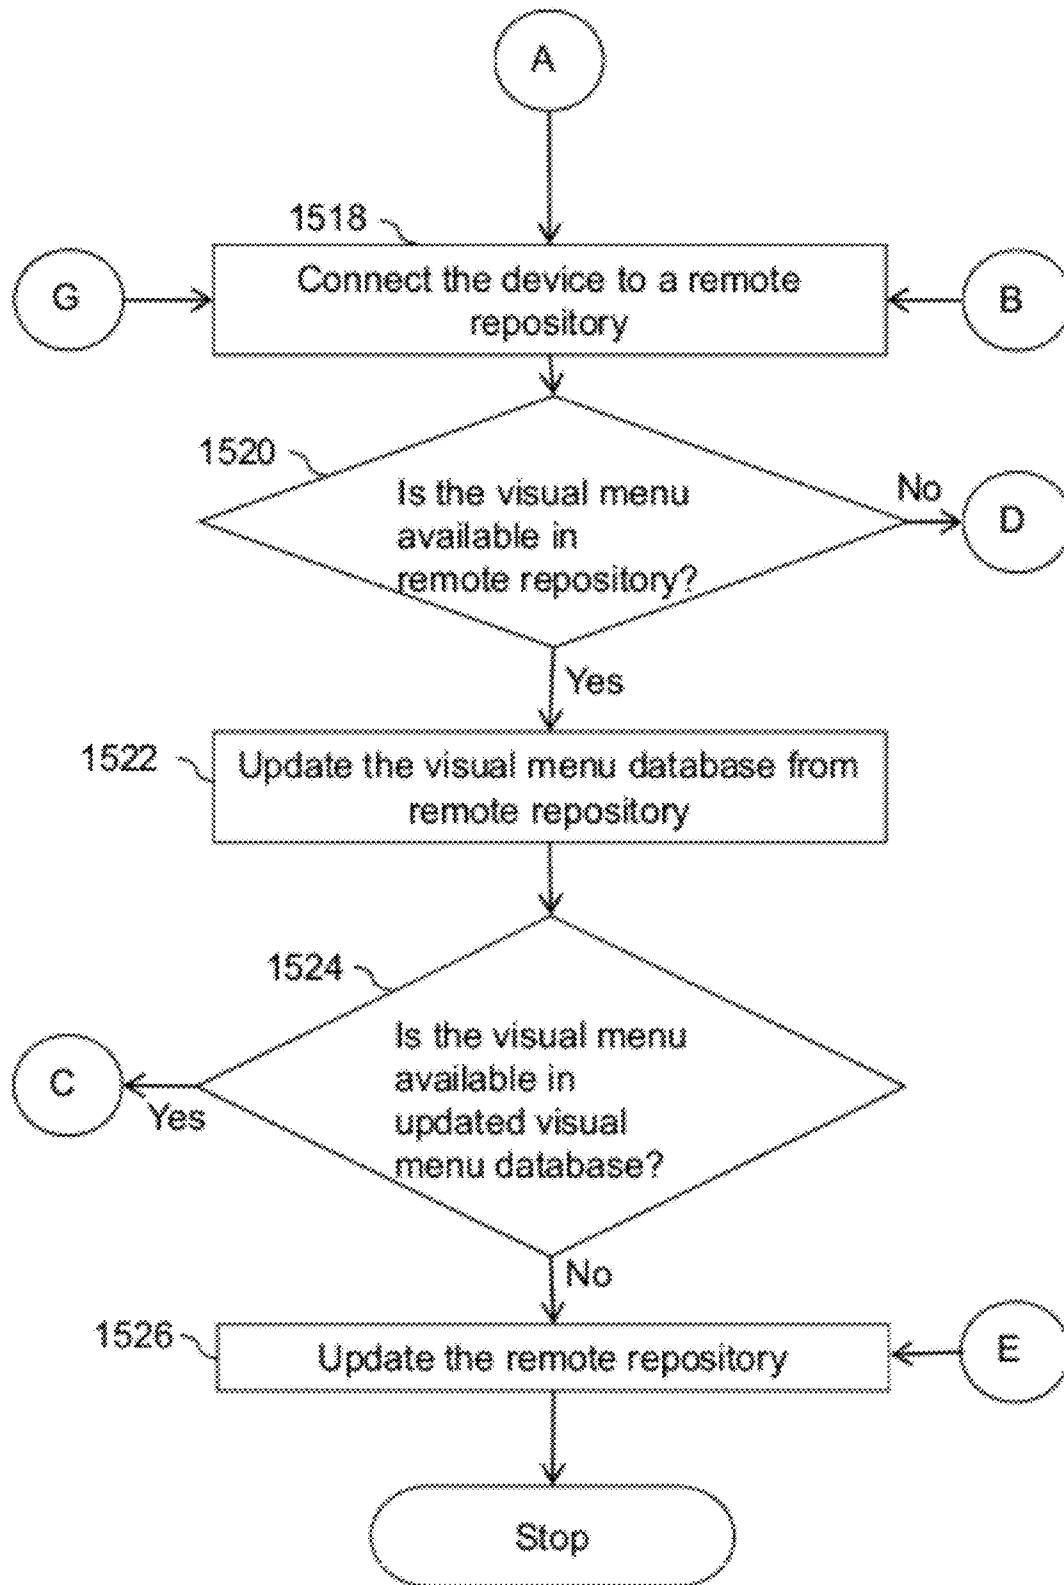 A
1518
Connect the device to a remote
repository
G
B
1520
Is the visual menu
available in
remote repository?
No
D
Yes
1522
Update the visual menu database from
remote repository
1524
Is the visual menu
available in
updated visual
menu database?
C
Yes
No
1526
Update the remote repository
E
Stop